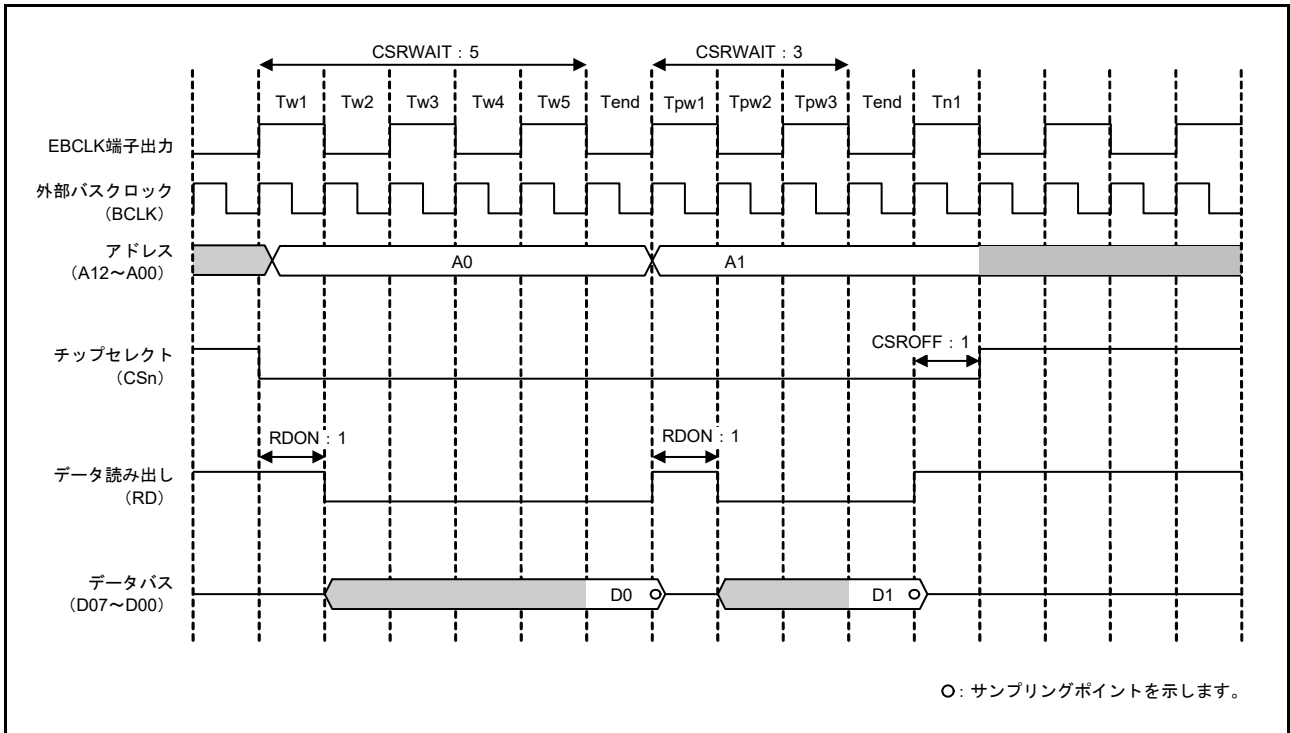 CSRWAIT：5
CSRWAIT：3
Tw1 Tw2 Tw3 Tw4 Tw5 Tend Tpw1 Tpw2 Tpw3 Tend Tn1
EBCLK端子出力
外部バスクロック
（BCLK）
アドレス
（A12～A00）
A0
A1
チップセレクト
（CSn）
CSROFF：1
RDON：1
RDON：1
データ読み出し
（RD）
データバス
（D07～D00）
D0
D1
O：サンプリングポイントを示します。